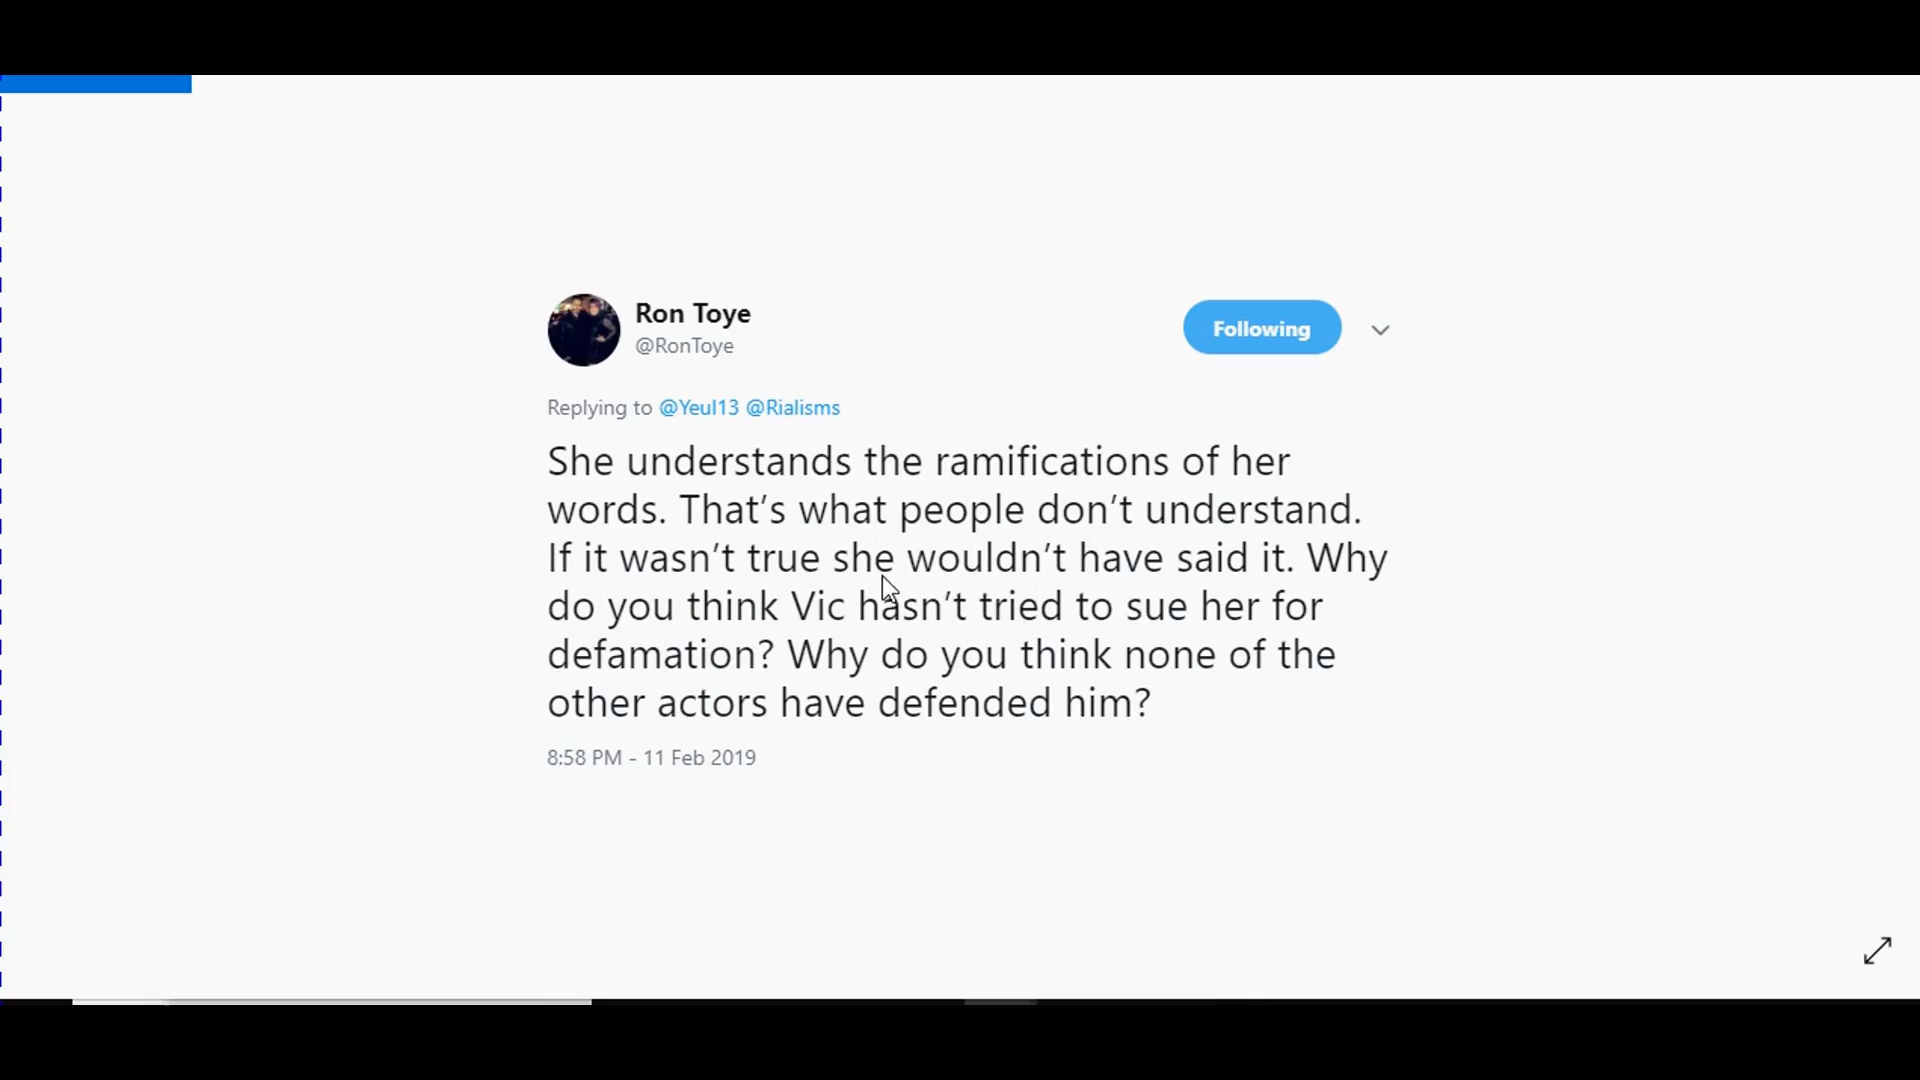 Ron Toye
@RonToye
Following
Replying to @Yeul13 @Rialisms
She understands the ramifications of her
words. That’s what people don’t understand.
If it wasn’t true she wouldn’t have said it. Why
do you think Vic hasn’t tried to sue her for
defamation? Why do you think none of the
other actors have defended him?
8:58 PM - 11 Feb 2019